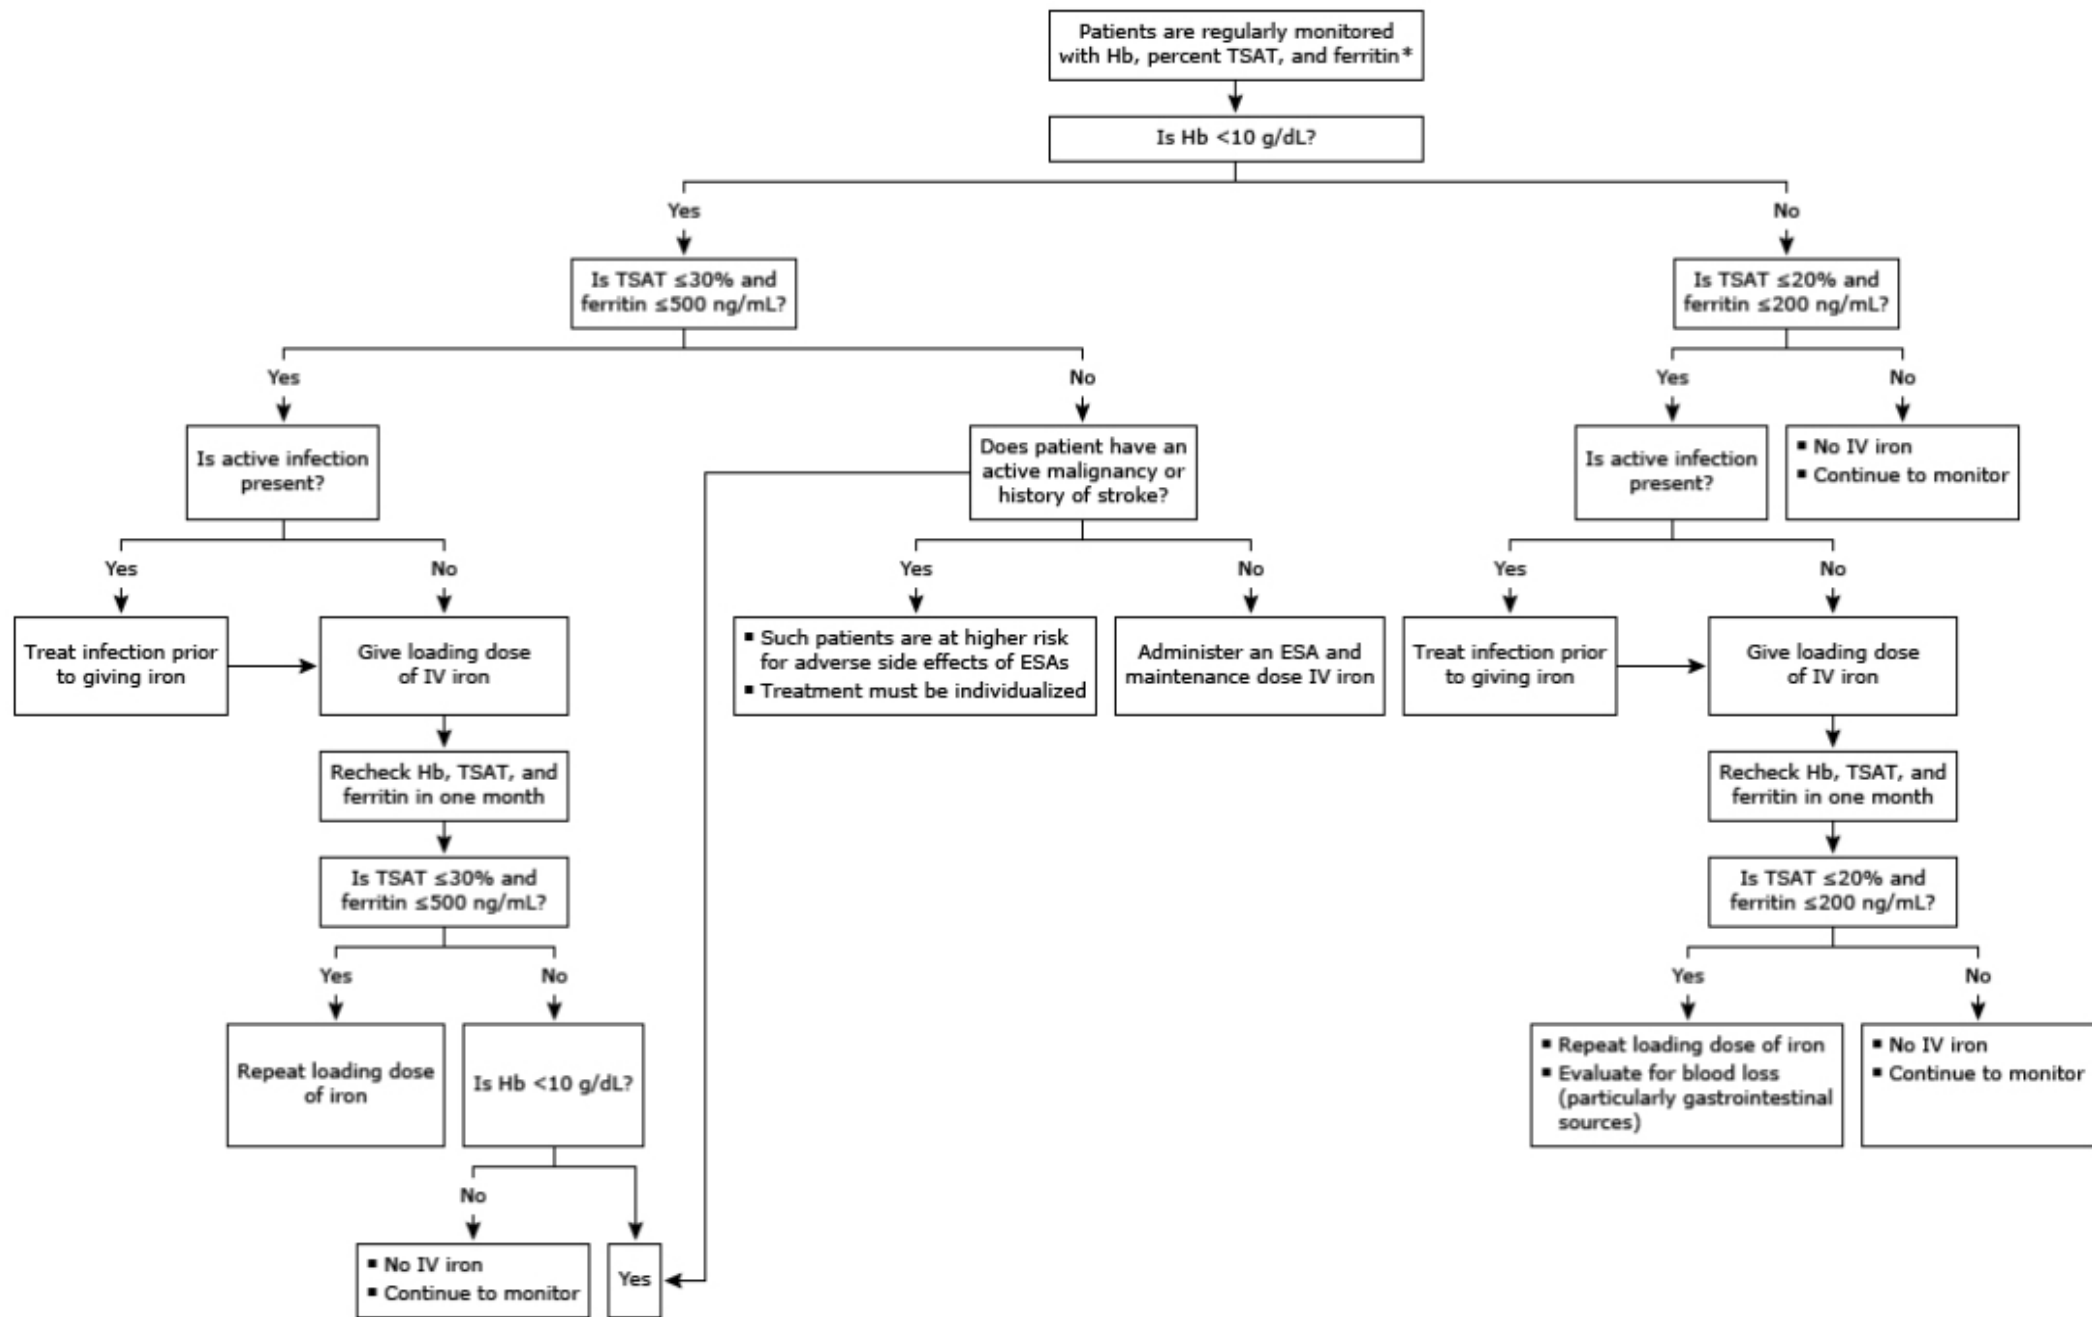 Patients are regularly monitored
with Hb, percent TSAT, and ferritin*
Is Hb <10 g/dL?
Yes
No
Is TSAT ≤30% and
ferritin ≤500 ng/mL?
Is TSAT ≤20% and
ferritin ≤200 ng/mL?
Yes
No
Yes
No
Is active infection
present?
Does patient have an
active malignancy or
history of stroke?
Is active infection
present?
▪ No IV iron
▪ Continue to monitor
Yes
No
Yes
No
Yes
No
Treat infection prior
to giving iron
Give loading dose
of IV iron
▪ Such patients are at higher risk
for adverse side effects of ESAs
▪ Treatment must be individualized
Administer an ESA and
maintenance dose IV iron
Treat infection prior
to giving iron
Give loading dose
of IV iron
Recheck Hb, TSAT, and
ferritin in one month
Recheck Hb, TSAT, and
ferritin in one month
Is TSAT ≤30% and
ferritin ≤500 ng/mL?
Is TSAT ≤20% and
ferritin ≤200 ng/mL?
Yes
No
Yes
No
Repeat loading dose
of iron
Is Hb <10 g/dL?
▪ Repeat loading dose of iron
▪ Evaluate for blood loss
(particularly gastrointestinal
sources)
▪ No IV iron
▪ Continue to monitor
No
▪ No IV iron
▪ Continue to monitor
Yes